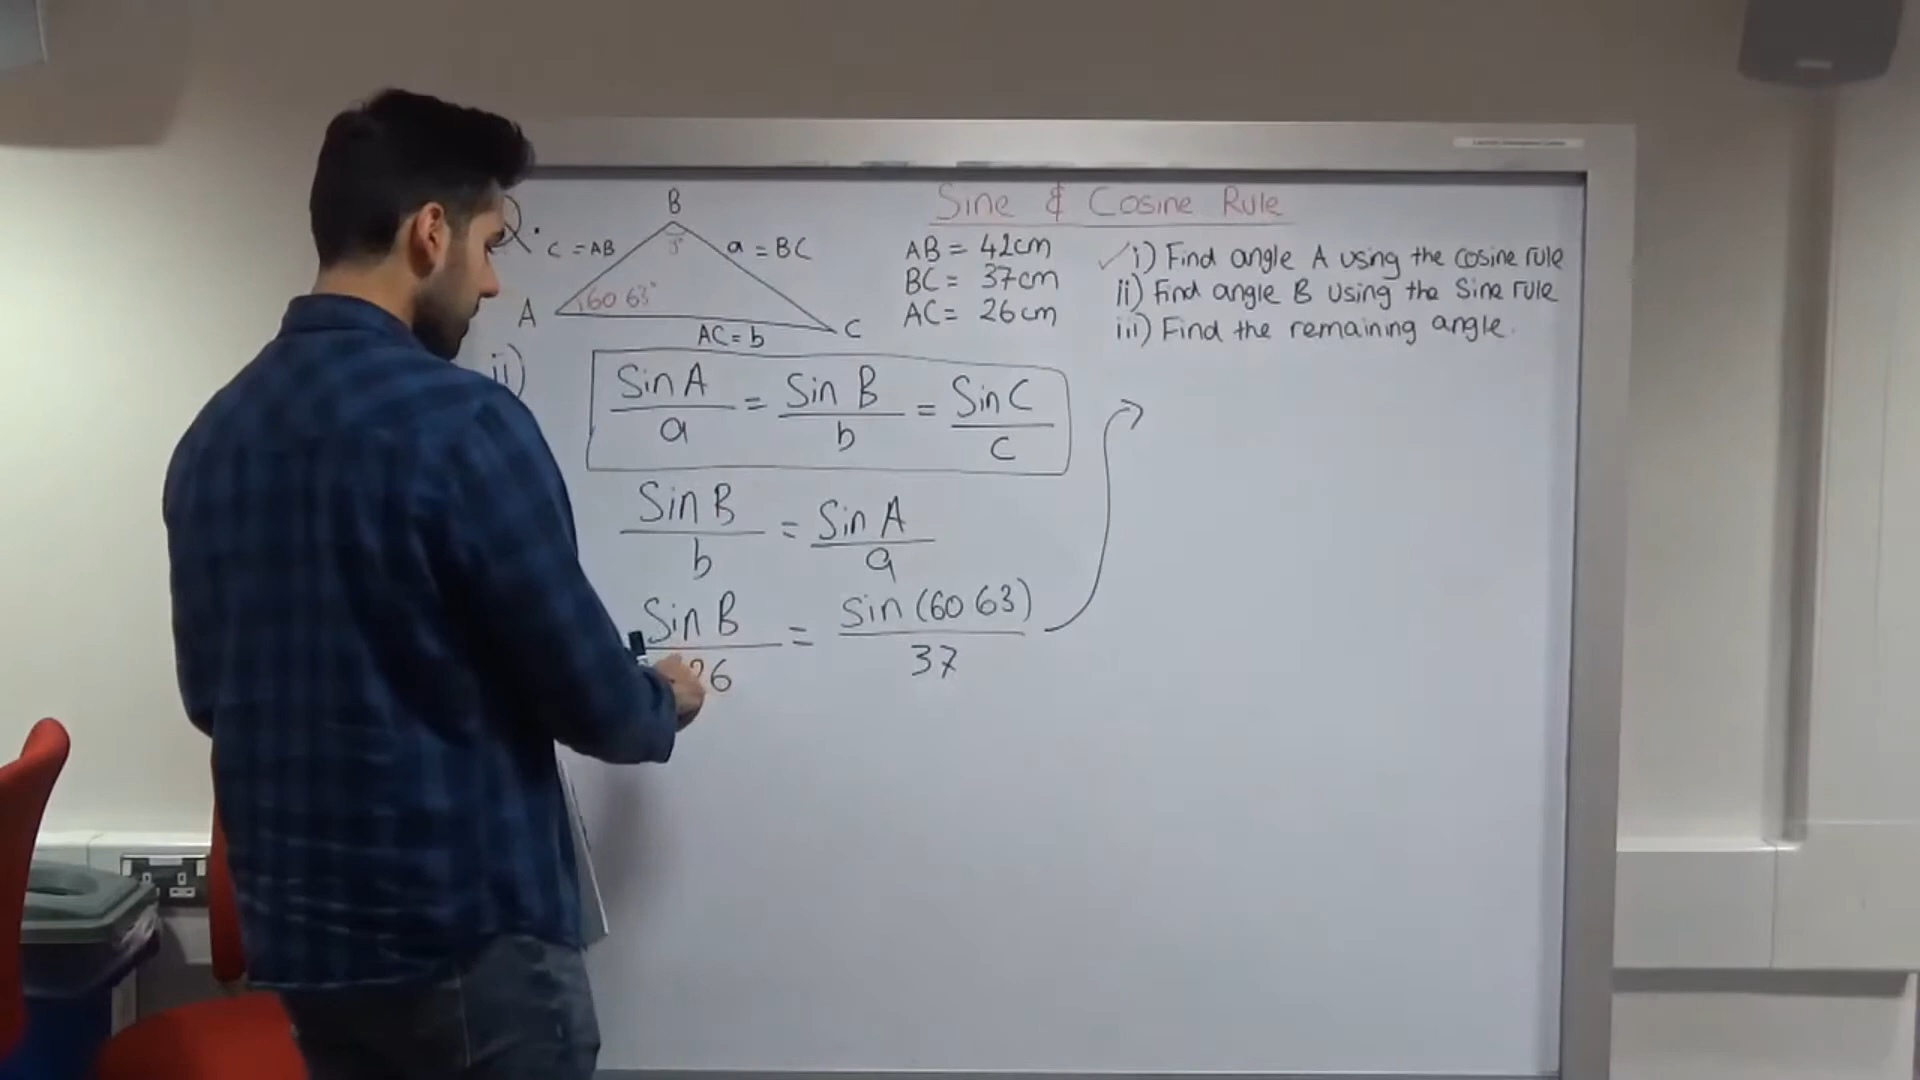 Sine & Cosine Rule
B
C = AB
a = BC
60.63°
A
C
AC = b
AB = 42cm
BC = 37cm
AC = 26cm
✓i) Find angle A using the cosine rule
ii) Find angle B using the Sine rule
iii) Find the remaining angle.
ii)
Sin A / a = Sin B / b = Sin C / c
Sin B / b = Sin A / a
Sin B / 26 = Sin (60.63) / 37